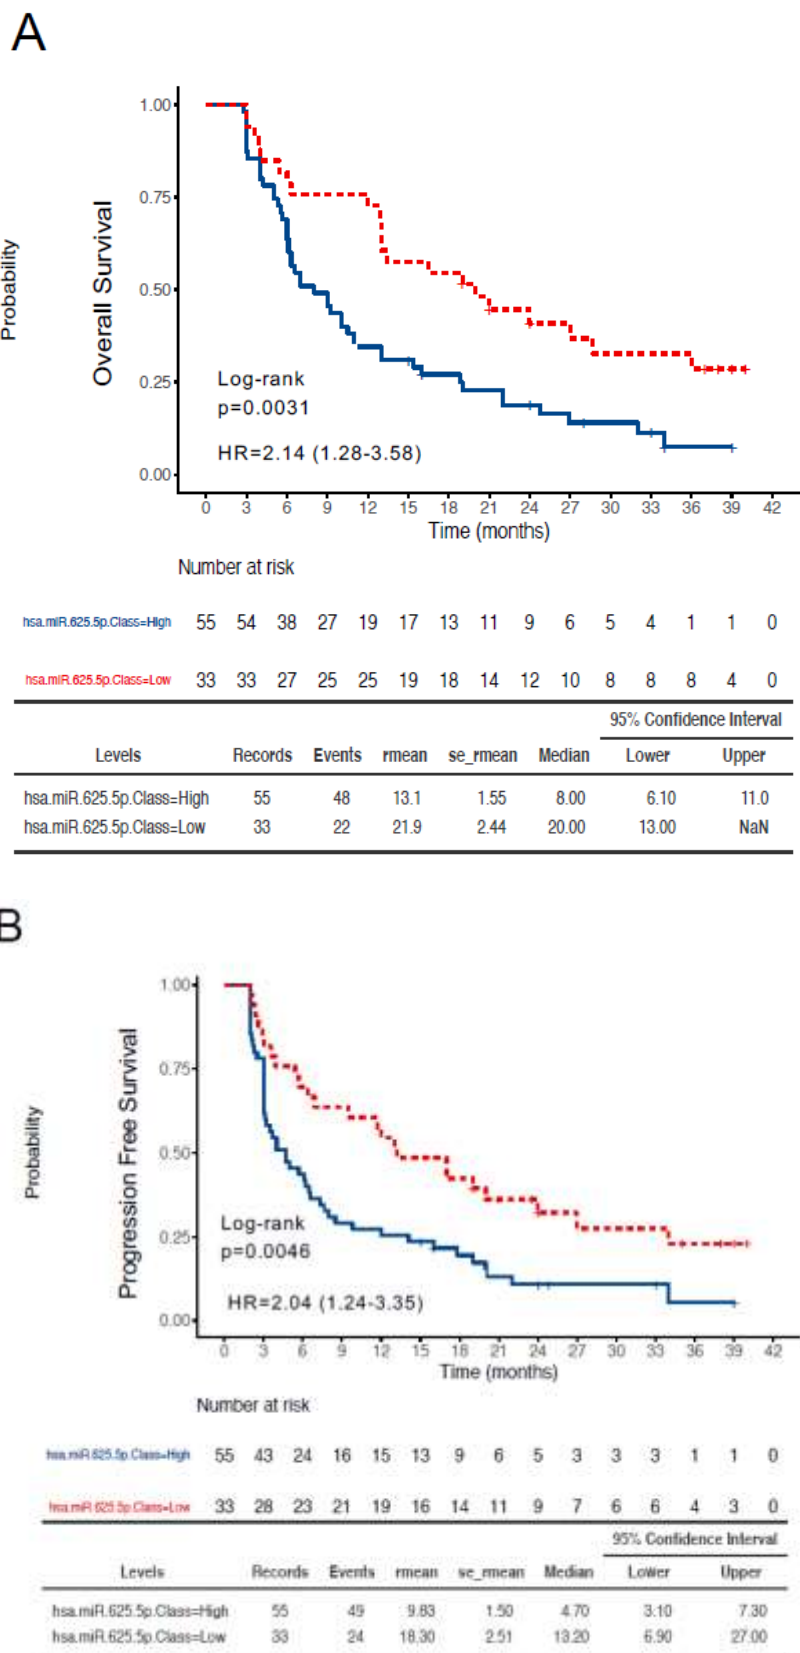 A
1.00
0.75
0.50
0.25
0.00
Probability
Overall Survival
Log-rank
p=0.0031
HR=2.14 (1.28-3.58)
0 3 6 9 12 15 18 21 24 27 30 33 36 39 42
Time (months)
Number at risk
hsa.miR.625.5p.Class=High 55 54 38 27 19 17 13 11 9 6 5 4 1 1 0
hsa.miR.625.5p.Class=Low 33 33 27 25 25 19 18 14 12 10 8 8 8 4 0
95% Confidence Interval
Levels Records Events rmean se_rmean Median Lower Upper
hsa.miR.625.5p.Class=High 55 48 13.1 1.55 8.00 6.10 11.0
hsa.miR.625.5p.Class=Low 33 22 21.9 2.44 20.00 13.00 NaN
B
1.00
0.75
0.50
0.25
0.00
Probability
Progression Free Survival
Log-rank
p=0.0046
HR=2.04 (1.24-3.35)
0 3 6 9 12 15 18 21 24 27 30 33 36 39 42
Time (months)
Number at risk
hsa.miR.625.5p.Class=High 55 43 24 16 15 13 9 6 5 3 3 3 1 1 0
hsa.miR.625.5p.Class=Low 33 28 23 21 19 16 14 11 9 7 6 6 4 3 0
95% Confidence Interval
Levels Records Events rmean se_rmean Median Lower Upper
hsa.miR.625.5p.Class=High 55 49 9.83 1.50 4.70 3.10 7.30
hsa.miR.625.5p.Class=Low 33 24 18.30 2.51 13.20 6.90 27.00